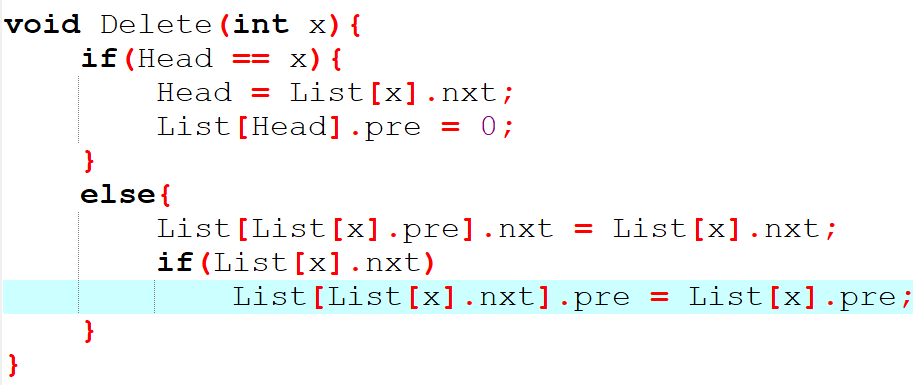 void Delete(int x){
    if(Head == x){
        Head = List[x].nxt;
        List[Head].pre = 0;
    }
    else{
        List[List[x].pre].nxt = List[x].nxt;
        if(List[x].nxt)
            List[List[x].nxt].pre = List[x].pre;
    }
}